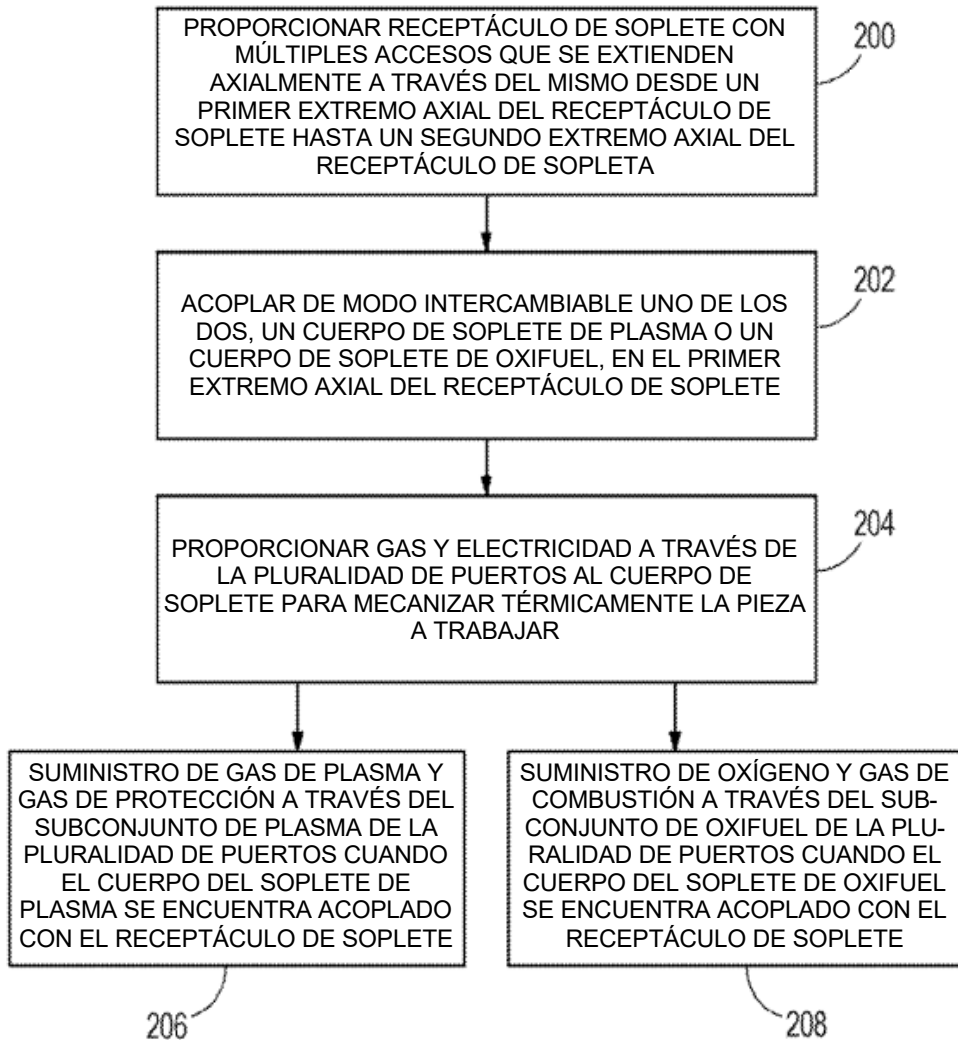 PROPORCIONAR RECEPTÁCULO DE SOPLETE CON
MÚLTIPLES ACCESOS QUE SE EXTIENDEN
AXIALMENTE A TRAVÉS DEL MISMO DESDE UN
PRIMER EXTREMO AXIAL DEL RECEPTÁCULO DE
SOPLETE HASTA UN SEGUNDO EXTREMO AXIAL DEL
RECEPTÁCULO DE SOPLETA
200
ACOPLAR DE MODO INTERCAMBIABLE UNO DE LOS
DOS, UN CUERPO DE SOPLETE DE PLASMA O UN
CUERPO DE SOPLETE DE OXIFUEL, EN EL PRIMER
EXTREMO AXIAL DEL RECEPTÁCULO DE SOPLETE
202
PROPORCIONAR GAS Y ELECTRICIDAD A TRAVÉS DE
LA PLURALIDAD DE PUERTOS AL CUERPO DE
SOPLETE PARA MECANIZAR TÉRMICAMENTE LA PIEZA
A TRABAJAR
204
SUMINISTRO DE GAS DE PLASMA Y
GAS DE PROTECCIÓN A TRAVÉS DEL
SUBCONJUNTO DE PLASMA DE LA
PLURALIDAD DE PUERTOS CUANDO
EL CUERPO DEL SOPLETE DE
PLASMA SE ENCUENTRA ACOPLADO
CON EL RECEPTÁCULO DE SOPLETE
206
SUMINISTRO DE OXÍGENO Y GAS DE
COMBUSTIÓN A TRAVÉS DEL SUB-
CONJUNTO DE OXIFUEL DE LA PLU-
RALIDAD DE PUERTOS CUANDO EL
CUERPO DEL SOPLETE DE OXIFUEL
SE ENCUENTRA ACOPLADO CON EL
RECEPTÁCULO DE SOPLETE
208